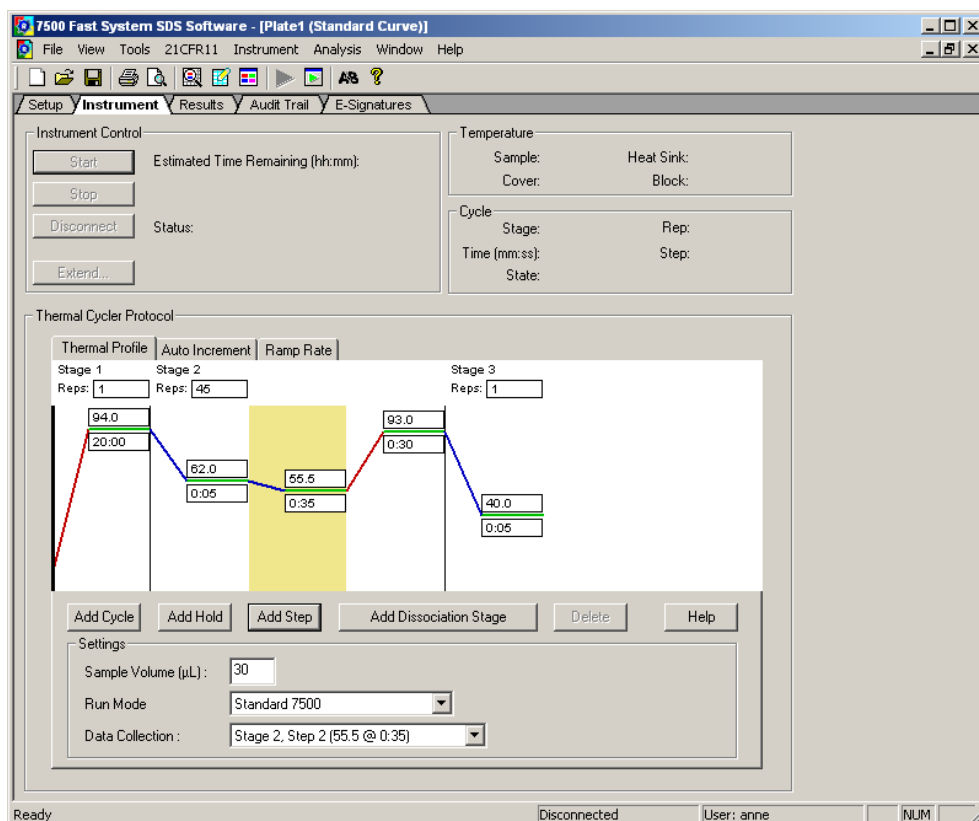 7500 Fast System SDS Software - [Plate1 (Standard Curve)]
File View Tools 21CFR11 Instrument Analysis Window Help
Setup Instrument Results Audit Trail E-Signatures
Instrument Control
Start
Estimated Time Remaining (hh:mm):
Stop
Disconnect
Status:
Extend...
Temperature
Sample: Heat Sink:
Cover: Block:
Cycle
Stage: Rep:
Time (mm:ss): Step:
State:
Thermal Cycler Protocol
Thermal Profile Auto Increment Ramp Rate
Stage 1 Stage 2 Stage 3
Reps: 1 Reps: 45 Reps: 1
94.0
20:00
62.0
0:05
55.5
0:35
93.0
0:30
40.0
0:05
Add Cycle Add Hold Add Step Add Dissociation Stage Delete Help
Settings
Sample Volume (µL) : 30
Run Mode Standard 7500
Data Collection : Stage 2, Step 2 (55.5 @ 0:35)
Ready Disconnected User: anne NUM